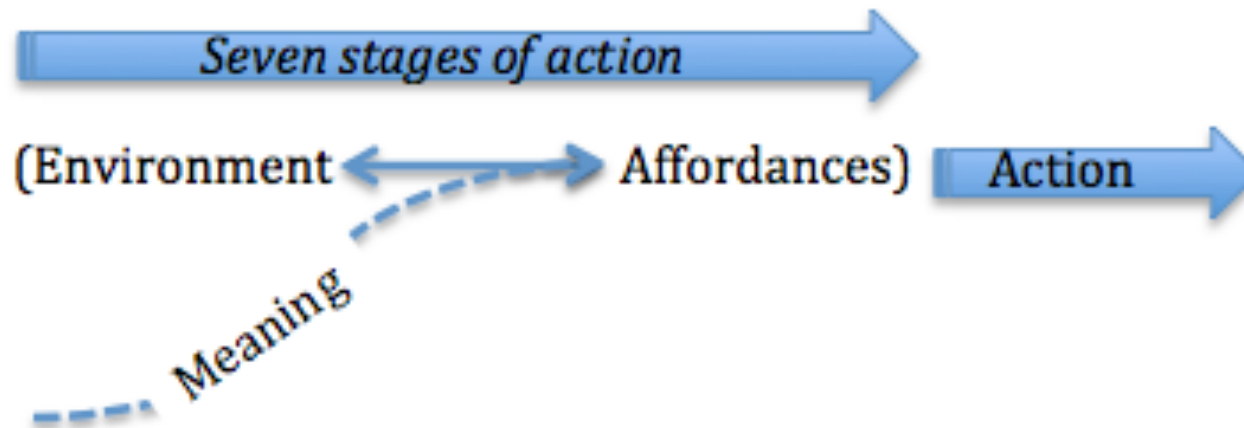 Seven stages of action
(Environment Affordances) Action
Meaning